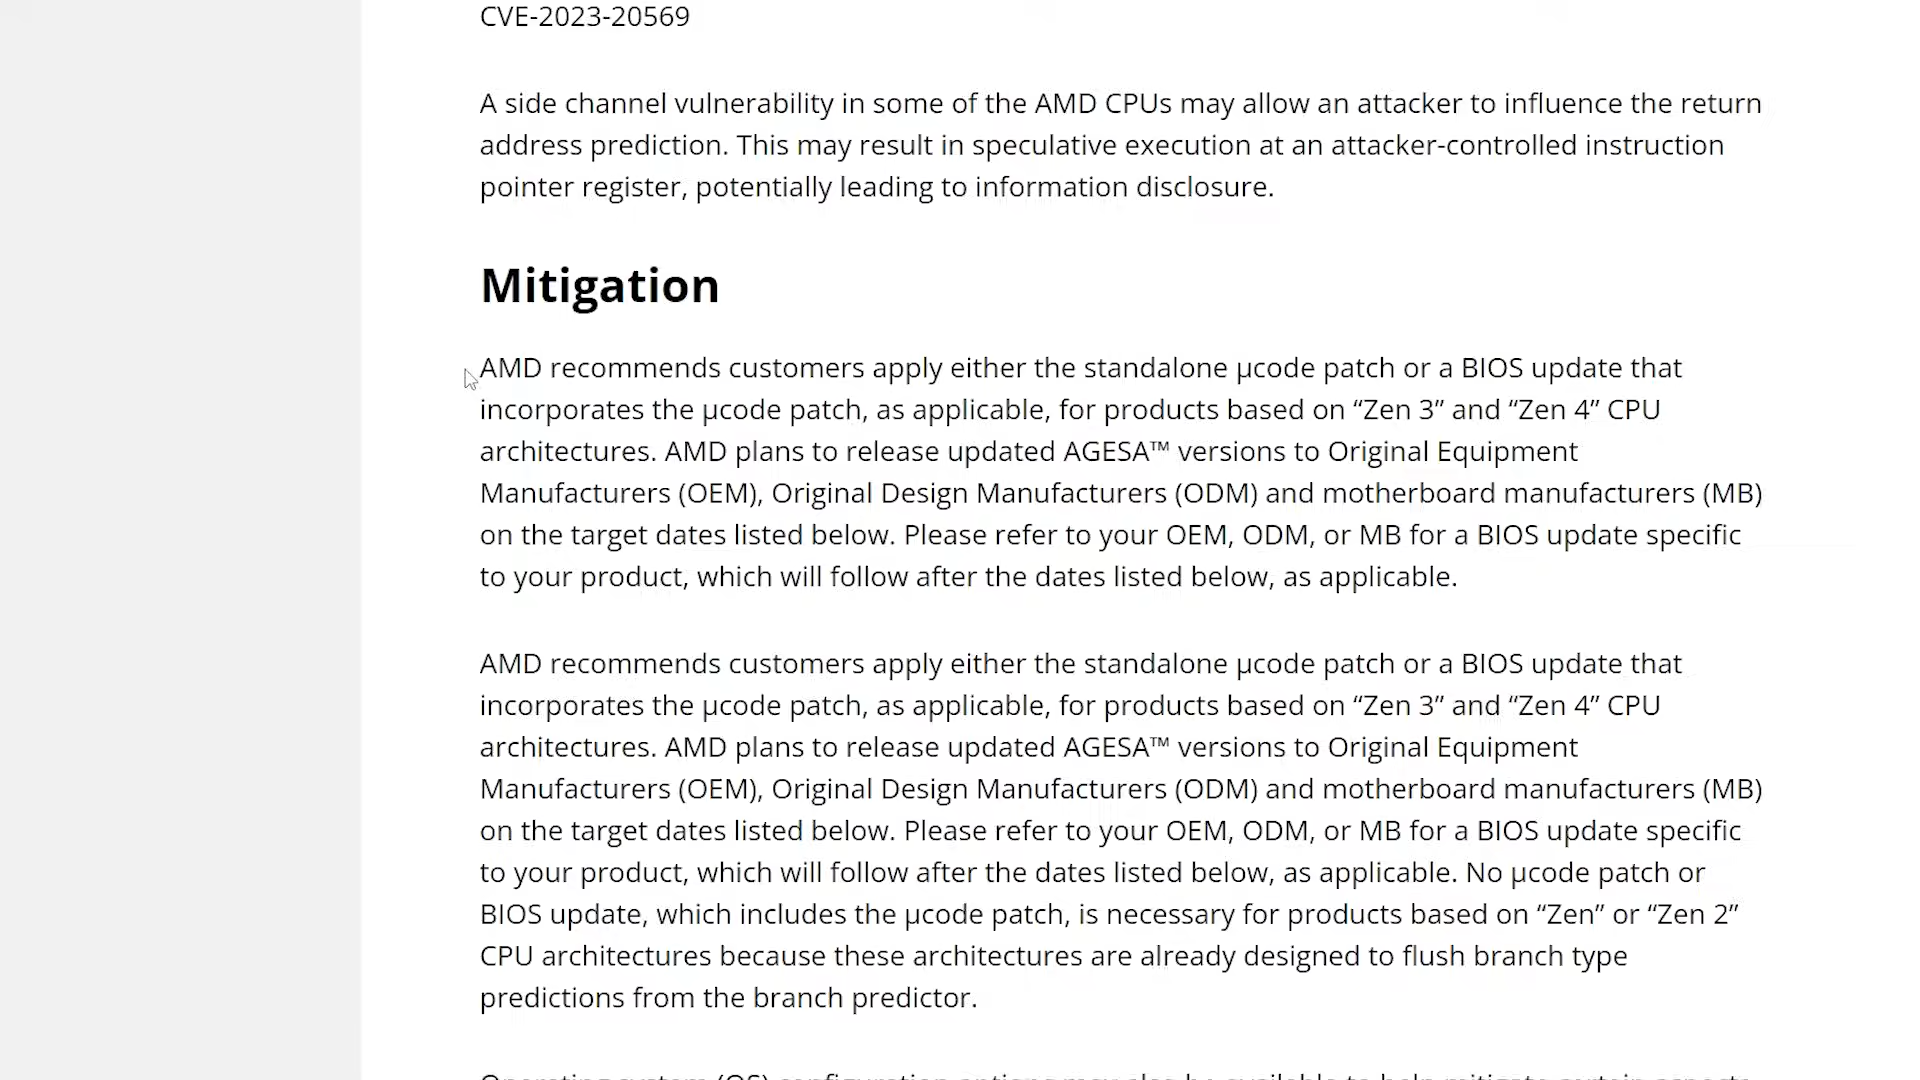 CVE-2023-20569
A side channel vulnerability in some of the AMD CPUs may allow an attacker to influence the return
address prediction. This may result in speculative execution at an attacker-controlled instruction
pointer register, potentially leading to information disclosure.
Mitigation
AMD recommends customers apply either the standalone μcode patch or a BIOS update that
incorporates the μcode patch, as applicable, for products based on “Zen 3” and “Zen 4” CPU
architectures. AMD plans to release updated AGESA™ versions to Original Equipment
Manufacturers (OEM), Original Design Manufacturers (ODM) and motherboard manufacturers (MB)
on the target dates listed below. Please refer to your OEM, ODM, or MB for a BIOS update specific
to your product, which will follow after the dates listed below, as applicable.
AMD recommends customers apply either the standalone μcode patch or a BIOS update that
incorporates the μcode patch, as applicable, for products based on “Zen 3” and “Zen 4” CPU
architectures. AMD plans to release updated AGESA™ versions to Original Equipment
Manufacturers (OEM), Original Design Manufacturers (ODM) and motherboard manufacturers (MB)
on the target dates listed below. Please refer to your OEM, ODM, or MB for a BIOS update specific
to your product, which will follow after the dates listed below, as applicable. No μcode patch or
BIOS update, which includes the μcode patch, is necessary for products based on “Zen” or “Zen 2”
CPU architectures because these architectures are already designed to flush branch type
predictions from the branch predictor.